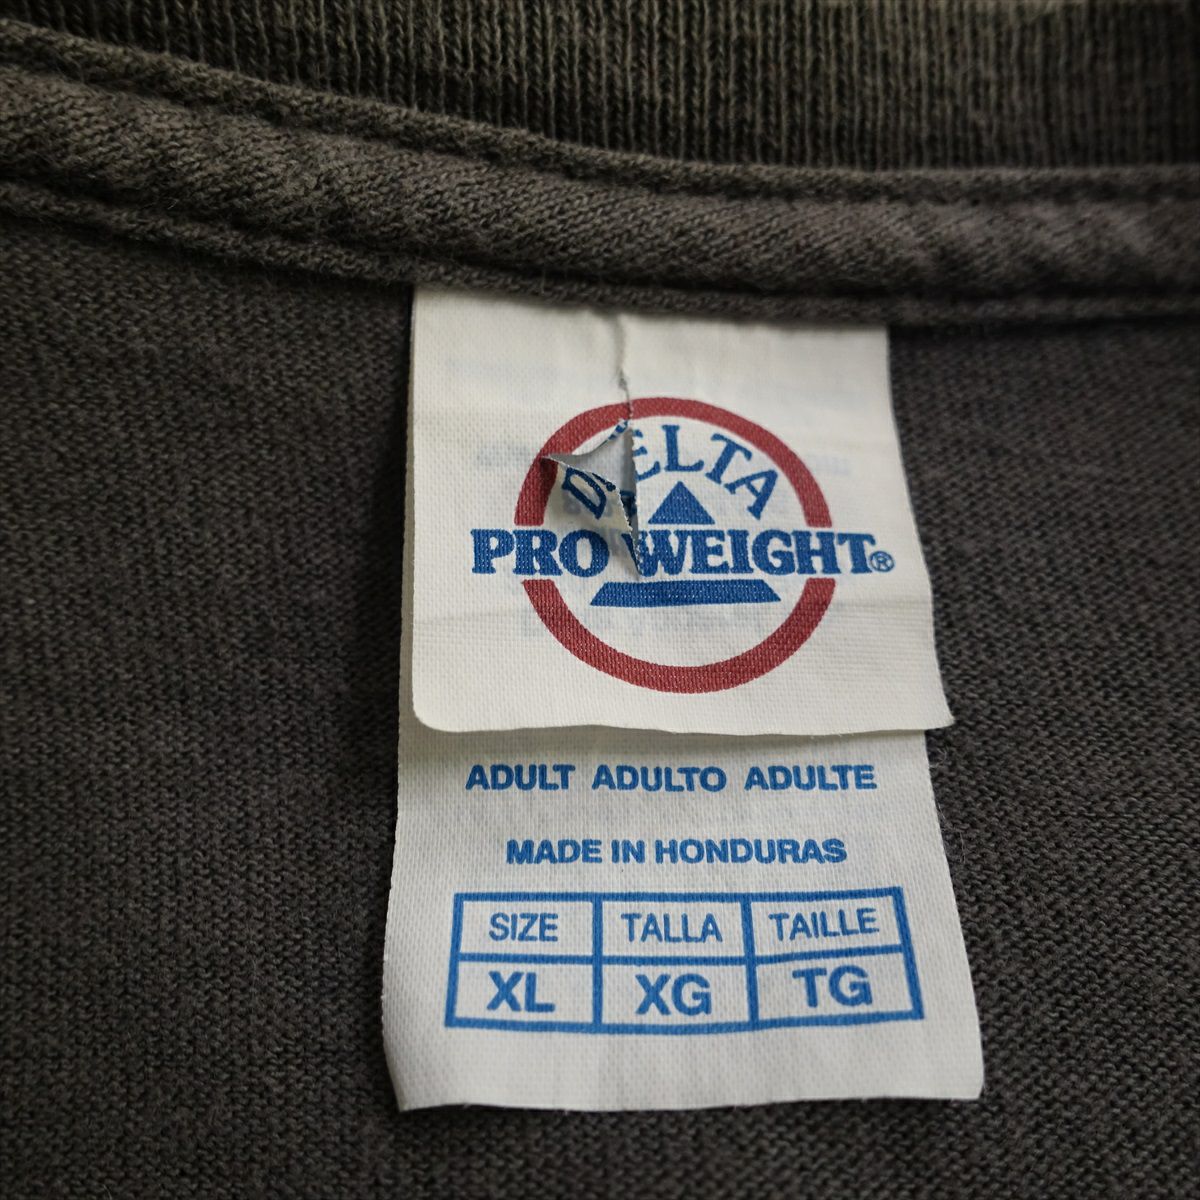 DELTA
PRO WEIGHT®
ADULT ADULTO ADULTE
MADE IN HONDURAS
SIZE TALLA TAILLE
XL XG TG